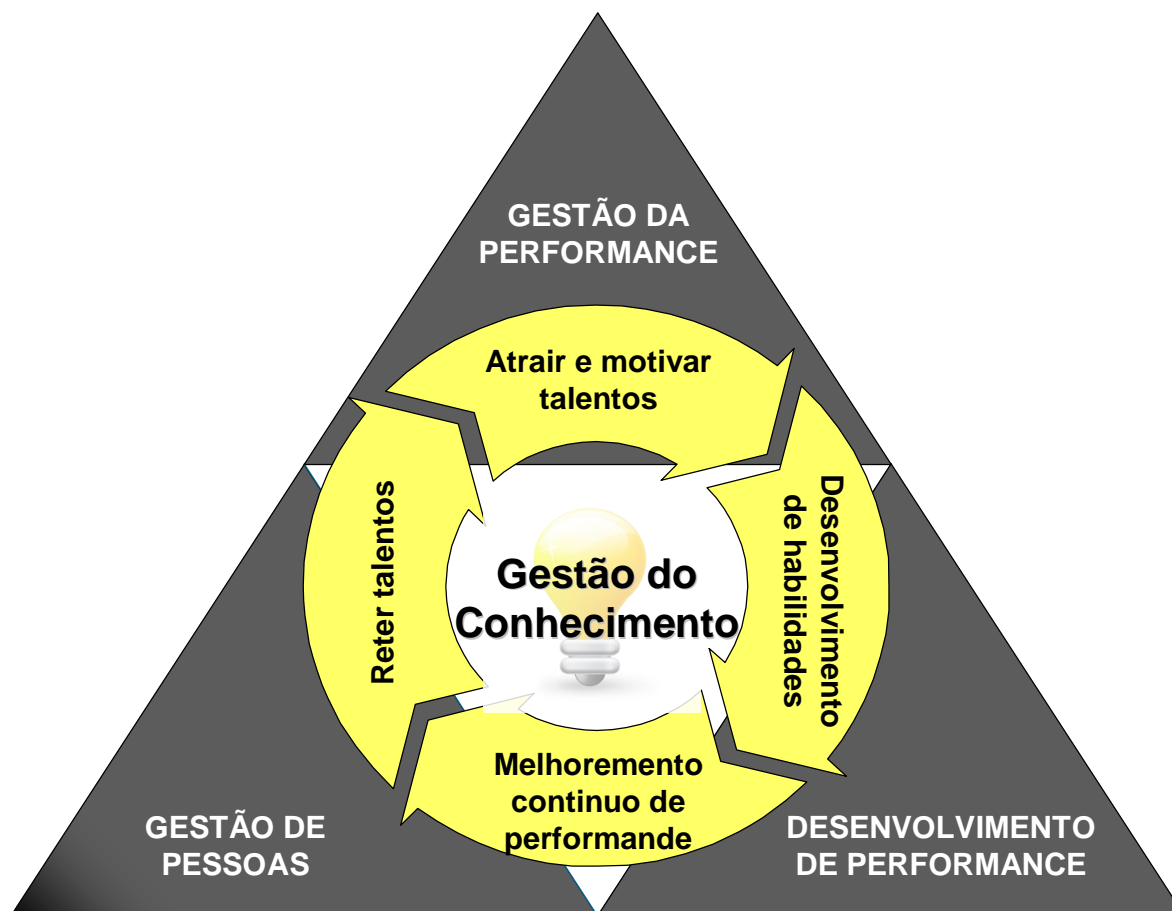 GESTÃO DA
PERFORMANCE
Atrair e motivar
talentos
Desenvolvimento
de habilidades
Reter talentos
Gestão do
Conhecimento
Melhoremento
continuo de
performande
GESTÃO DE
PESSOAS
DESENVOLVIMENTO
DE PERFORMANCE